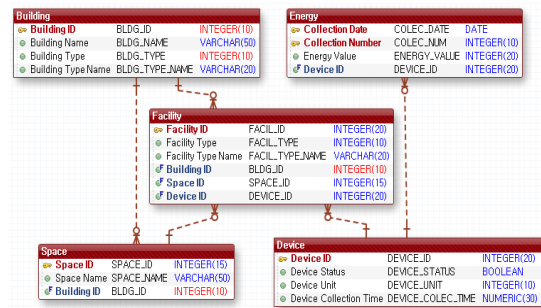 Building
Building ID BLDG_ID INTEGER(10)
Building Name BLDG_NAME VARCHAR(50)
Building Type BLDG_TYPE INTEGER(10)
Building Type Name BLDG_TYPE_NAME VARCHAR(20)
Energy
Collection Date COLEC_DATE DATE
Collection Number COLEC_NUM INTEGER(10)
Energy Value ENERGY_VALUE INTEGER(20)
Device ID DEVICE_ID INTEGER(20)
Facility
Facility ID FACIL_ID INTEGER(20)
Facility Type FACIL_TYPE INTEGER(10)
Facility Type Name FACIL_TYPE_NAME VARCHAR(20)
Building ID BLDG_ID INTEGER(10)
Space ID SPACE_ID INTEGER(15)
Device ID DEVICE_ID INTEGER(20)
Space
Space ID SPACE_ID INTEGER(15)
Space Name SPACE_NAME VARCHAR(50)
Building ID BLDG_ID INTEGER(10)
Device
Device ID DEVICE_ID INTEGER(20)
Device Status DEVICE_STATUS BOOLEAN
Device Unit DEVICE_UNIT INTEGER(10)
Device Collection Time DEVICE_COLEC_TIME NUMERIC(30)